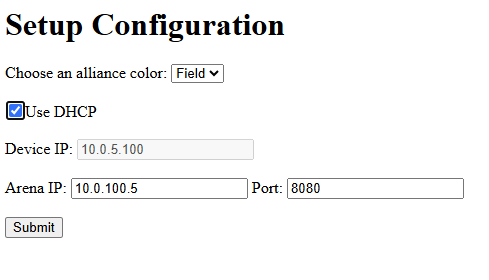 Setup Configuration
Choose an alliance color: Field
Use DHCP
Device IP: 10.0.5.100
Arena IP: 10.0.100.5 Port: 8080
Submit